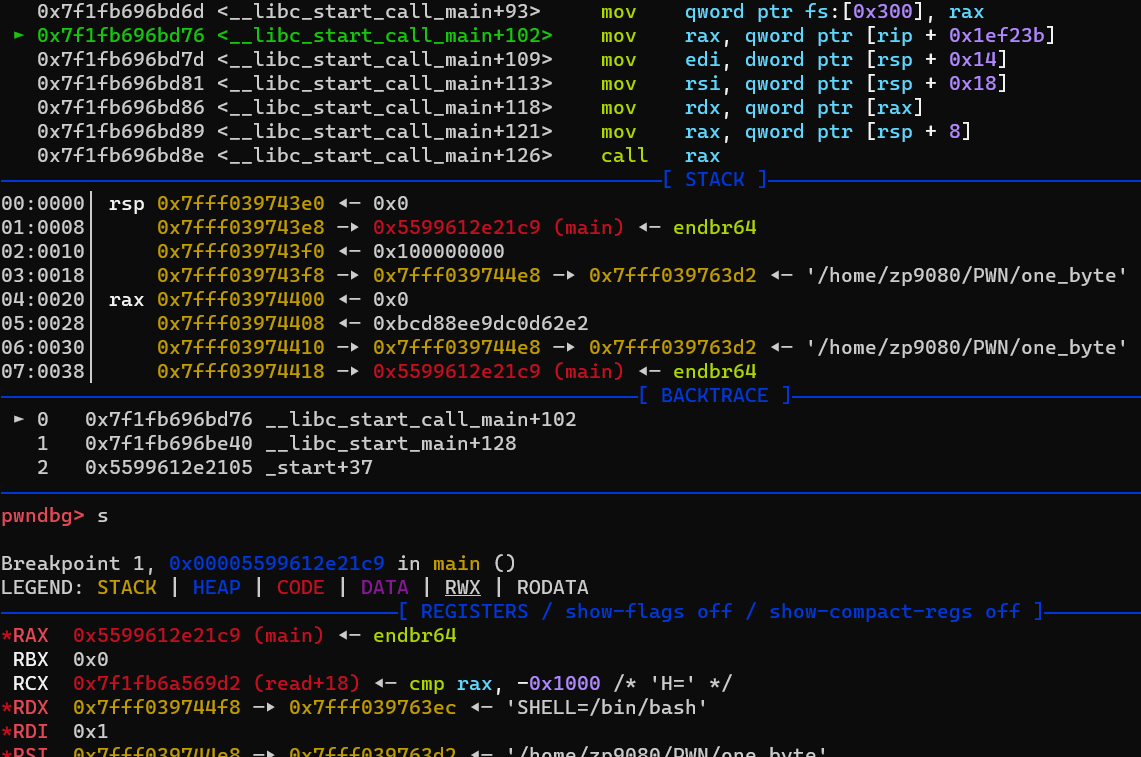 0x7f1fb696bd6d <__libc_start_call_main+93> mov qword ptr fs:[0x300], rax
► 0x7f1fb696bd76 <__libc_start_call_main+102> mov rax, qword ptr [rip + 0x1ef23b]
0x7f1fb696bd7d <__libc_start_call_main+109> mov edi, dword ptr [rsp + 0x14]
0x7f1fb696bd81 <__libc_start_call_main+113> mov rsi, qword ptr [rsp + 0x18]
0x7f1fb696bd86 <__libc_start_call_main+118> mov rdx, qword ptr [rax]
0x7f1fb696bd89 <__libc_start_call_main+121> mov rax, qword ptr [rsp + 8]
0x7f1fb696bd8e <__libc_start_call_main+126> call rax
[ STACK ]
00:0000│ rsp 0x7fff039743e0 ◂— 0x0
01:0008│ 0x7fff039743e8 —▸ 0x5599612e21c9 (main) ◂— endbr64
02:0010│ 0x7fff039743f0 ◂— 0x100000000
03:0018│ 0x7fff039743f8 —▸ 0x7fff039744e8 —▸ 0x7fff039763d2 ◂— '/home/zp9080/PWN/one_byte'
04:0020│ rax 0x7fff03974400 ◂— 0x0
05:0028│ 0x7fff03974408 ◂— 0xbcd88ee9dc0d62e2
06:0030│ 0x7fff03974410 —▸ 0x7fff039744e8 —▸ 0x7fff039763d2 ◂— '/home/zp9080/PWN/one_byte'
07:0038│ 0x7fff03974418 —▸ 0x5599612e21c9 (main) ◂— endbr64
[ BACKTRACE ]
► 0 0x7f1fb696bd76 __libc_start_call_main+102
1 0x7f1fb696be40 __libc_start_main+128
2 0x5599612e2105 _start+37
pwndbg> s
Breakpoint 1, 0x00005599612e21c9 in main ()
LEGEND: STACK | HEAP | CODE | DATA | RWX | RODATA
[ REGISTERS / show-flags off / show-compact-regs off ]
*RAX 0x5599612e21c9 (main) ◂— endbr64
RBX 0x0
RCX 0x7f1fb6a569d2 (read+18) ◂— cmp rax, -0x1000 /* 'H=' */
*RDX 0x7fff039744f8 —▸ 0x7fff039763ec ◂— 'SHELL=/bin/bash'
*RDI 0x1
*RSI 0x7fff039744e8 —▸ 0x7fff039763d2 ◂— '/home/zp9080/PWN/one_byte'